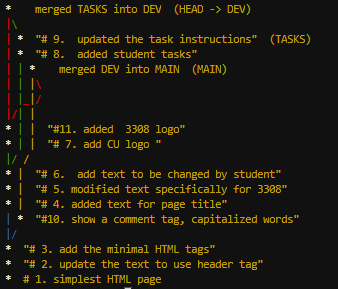 * merged TASKS into DEV (HEAD -> DEV)
|\
| * "# 9. updated the task instructions" (TASKS)
| * "# 8. added student tasks"
| | * merged DEV into MAIN (MAIN)
| | |\
| |_|/
|/| |
* | | "#11. added 3308 logo"
* | | "# 7. add CU logo "
|/ /
* | "# 6. add text to be changed by student"
* | "# 5. modified text specifically for 3308"
* | "# 4. added text for page title"
| * "#10. show a comment tag, capitalized words"
|/
* "# 3. add the minimal HTML tags"
* "# 2. update the text to use header tag"
* # 1. simplest HTML page